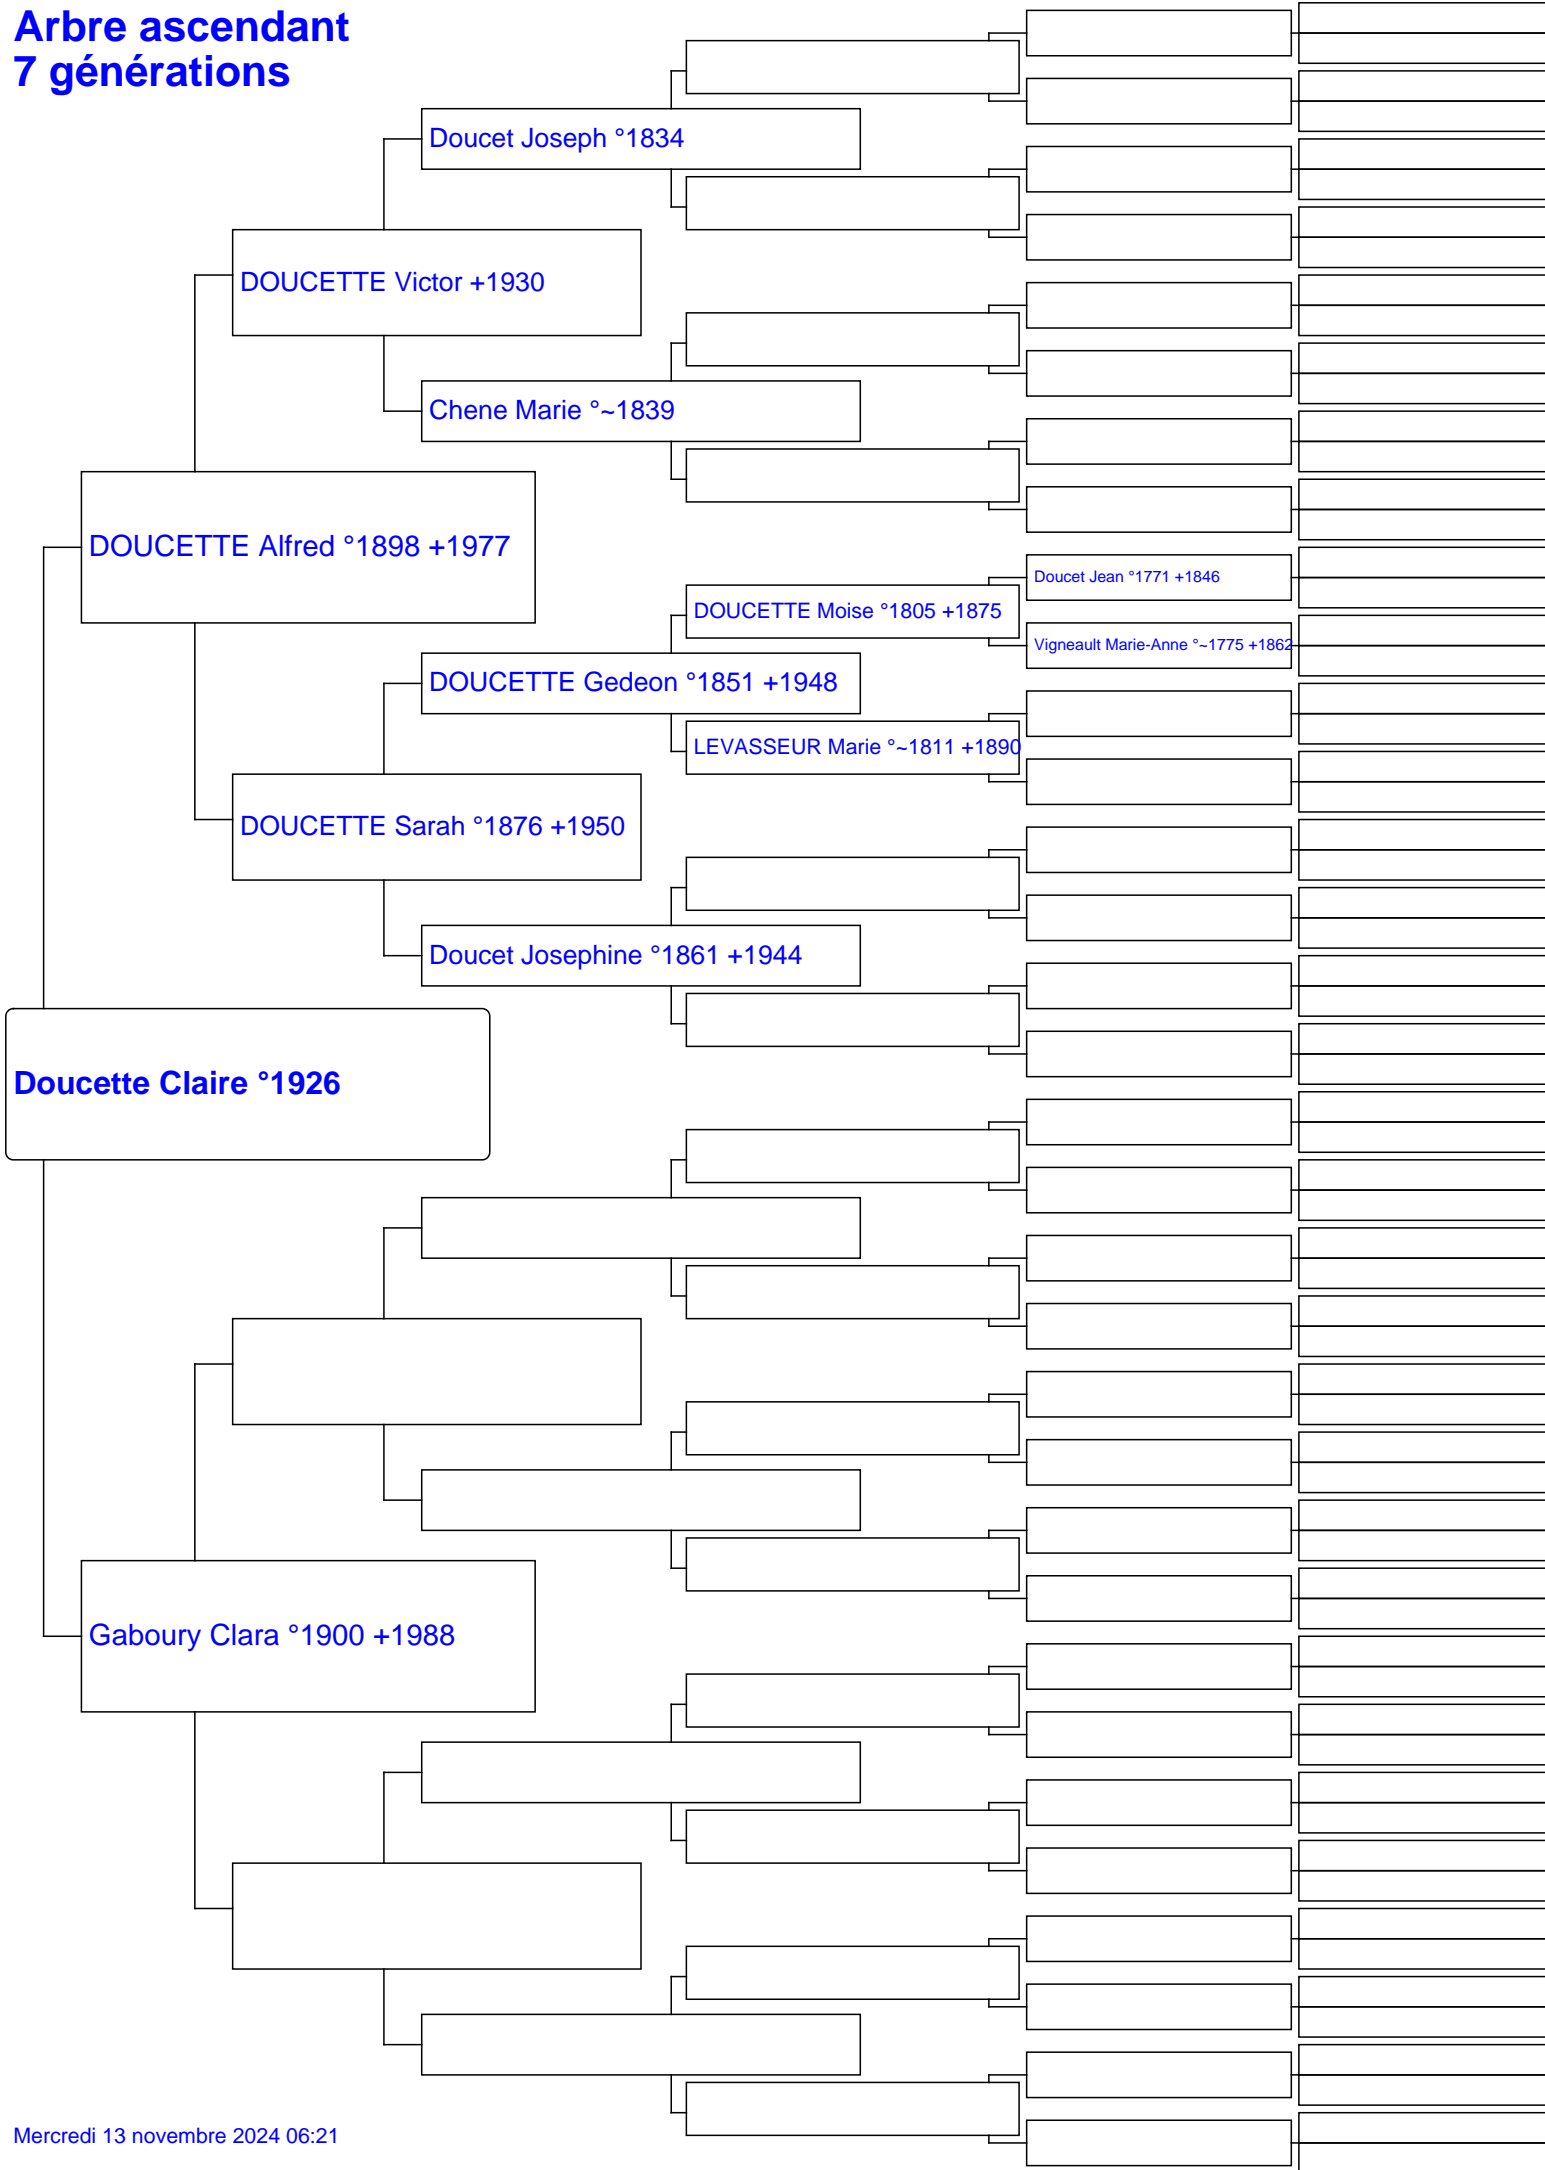 Arbre ascendant
7 générations
Doucet Joseph °1834
DOUCETTE Victor +1930
Chene Marie °~1839
DOUCETTE Alfred °1898 +1977
Doucet Jean °1771 +1846
DOUCETTE Moise °1805 +1875
Vigneault Marie-Anne °~1775 +1862
DOUCETTE Gedeon °1851 +1948
LEVASSEUR Marie °~1811 +1890
DOUCETTE Sarah °1876 +1950
Doucet Josephine °1861 +1944
Doucette Claire °1926
Gaboury Clara °1900 +1988
Mercredi 13 novembre 2024 06:21